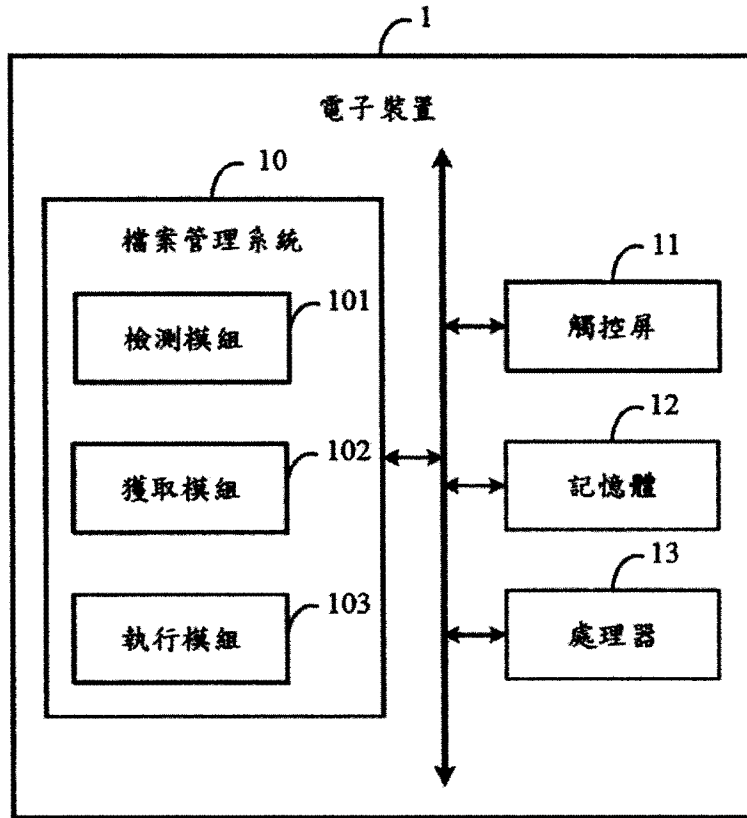 1
電子裝置
10
檔案管理系統
101
檢測模組
102
獲取模組
103
執行模組
11
觸控屏
12
記憶體
13
處理器